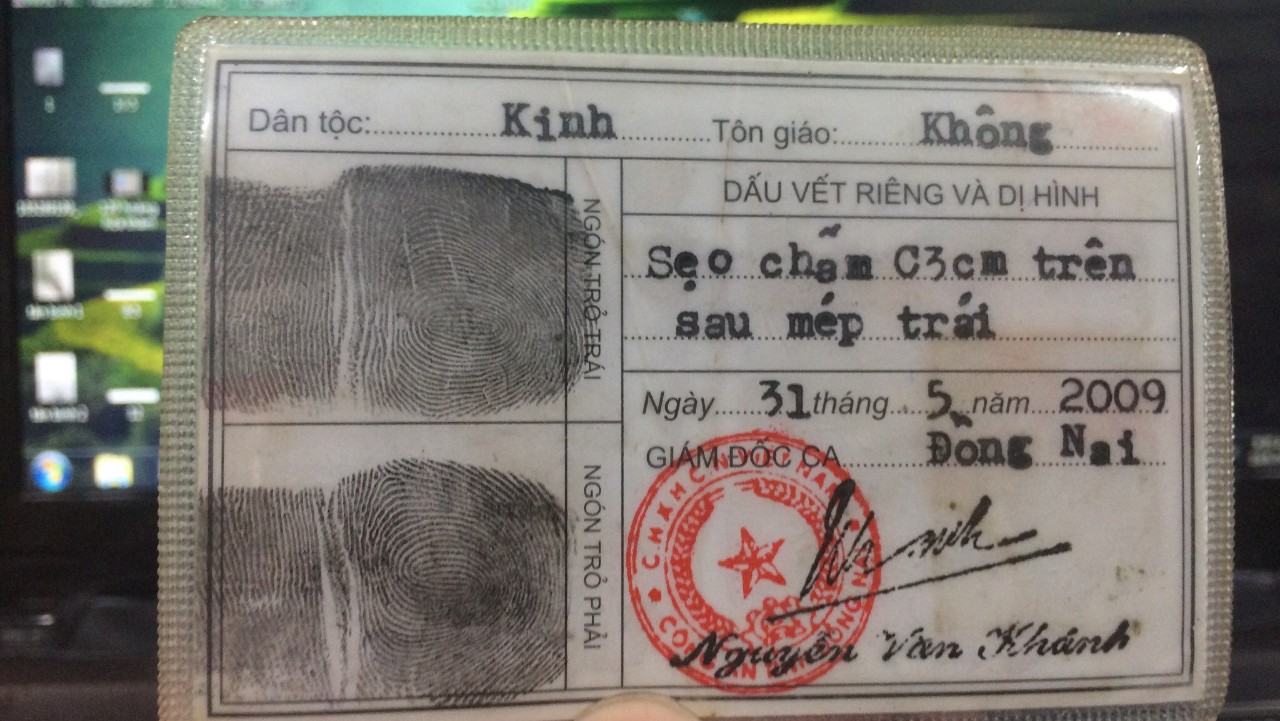 Dân tộc: Kinh Tôn giáo: Không
NGÓN TRỎ TRÁI
NGÓN TRỎ PHẢI
DẤU VẾT RIÊNG VÀ DỊ HÌNH
Sẹo chấm C3cm trên
sau mép trái
Ngày 31 tháng 5 năm 2009
GIÁM ĐỐC CA Đồng Nai
C.M.X.H.C.N
CÔNG AN
Nguyễn Văn Khánh